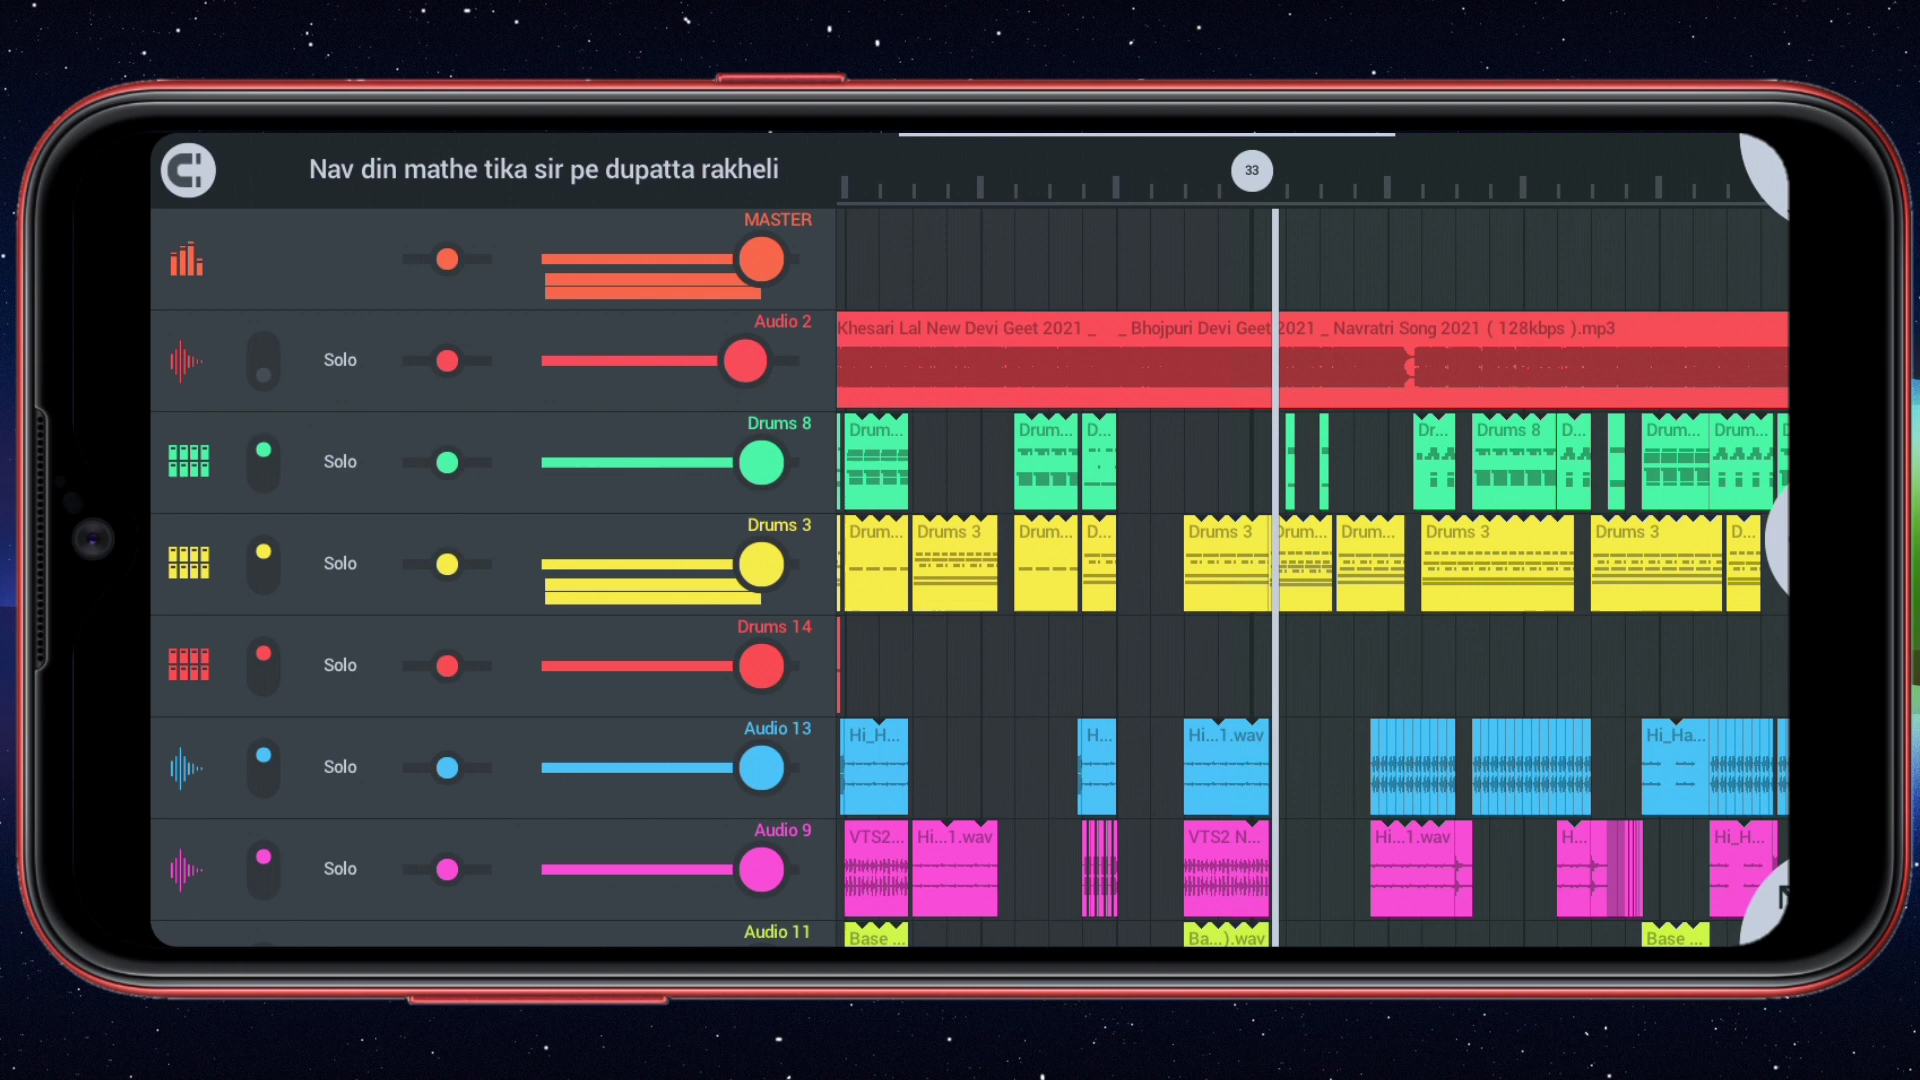 Nav din mathe tika sir pe dupatta rakheli
33
MASTER
Audio 2
Solo
Khesari Lal New Devi Geet 2021 _ _ Bhojpuri Devi Geet 2021 _ Navratri Song 2021 ( 128kbps ).mp3
Drums 8
Solo
Drum... Drum... D... Dr... Drums 8 D... Drum... Drum...
Drums 3
Solo
Drum... Drums 3 Drum... D... Drums 3 Drum... Drum... Drums 3 Drums 3 D...
Drums 14
Solo
Audio 13
Solo
Hi_H... H... Hi...1.wav Hi_Ha...
Audio 9
Solo
VTS2... Hi...1.wav VTS2 N... Hi...1.wav H... Hi_H...
Audio 11
Base ... Ba...).wav Base ...